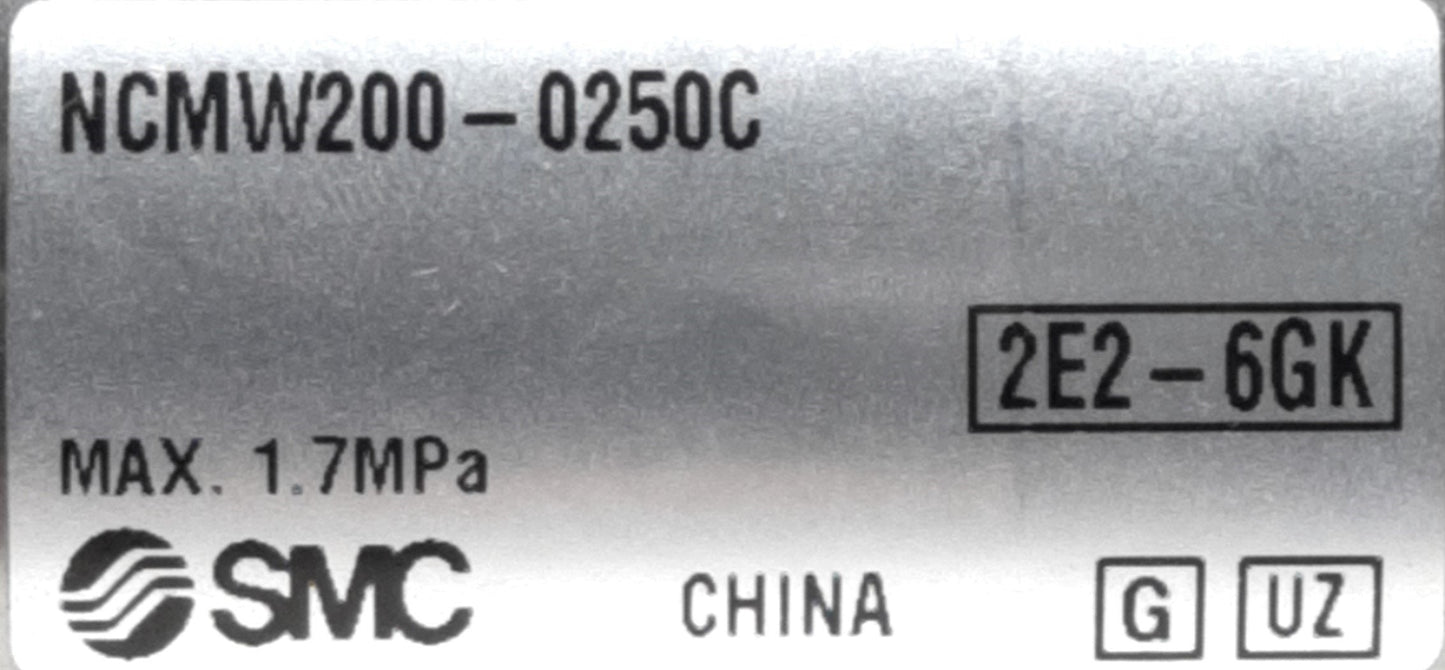 NCMW200-0250C
2E2-6GK
MAX. 1.7MPa
SMC CHINA G UZ